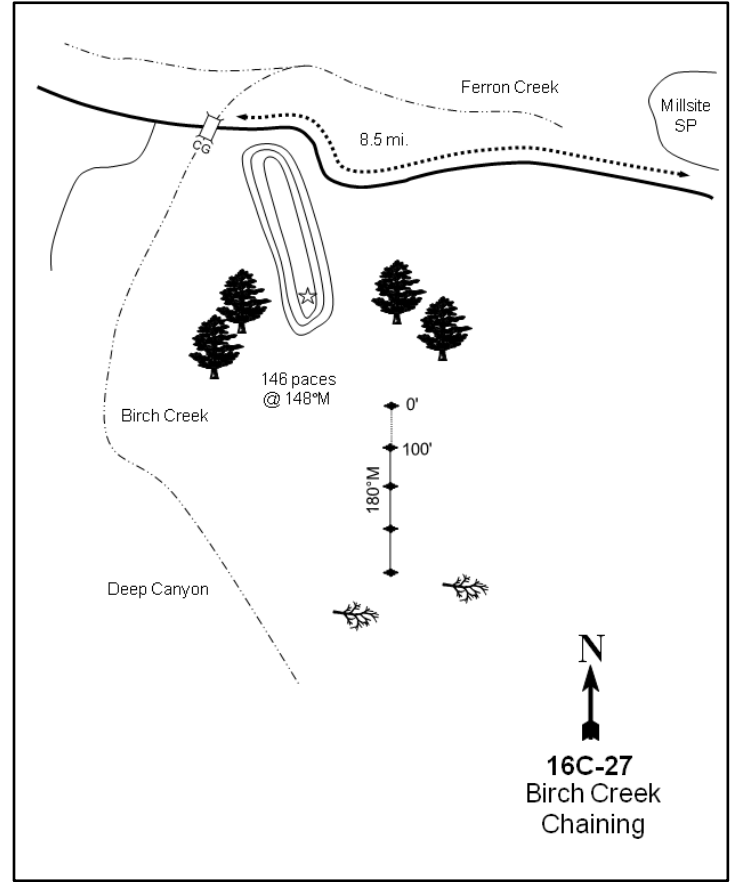 Ferron Creek
Millsite
SP
8.5 mi.
CG
146 paces
@ 148°M
0'
Birch Creek
100'
180°M
Deep Canyon
N
16C-27
Birch Creek
Chaining